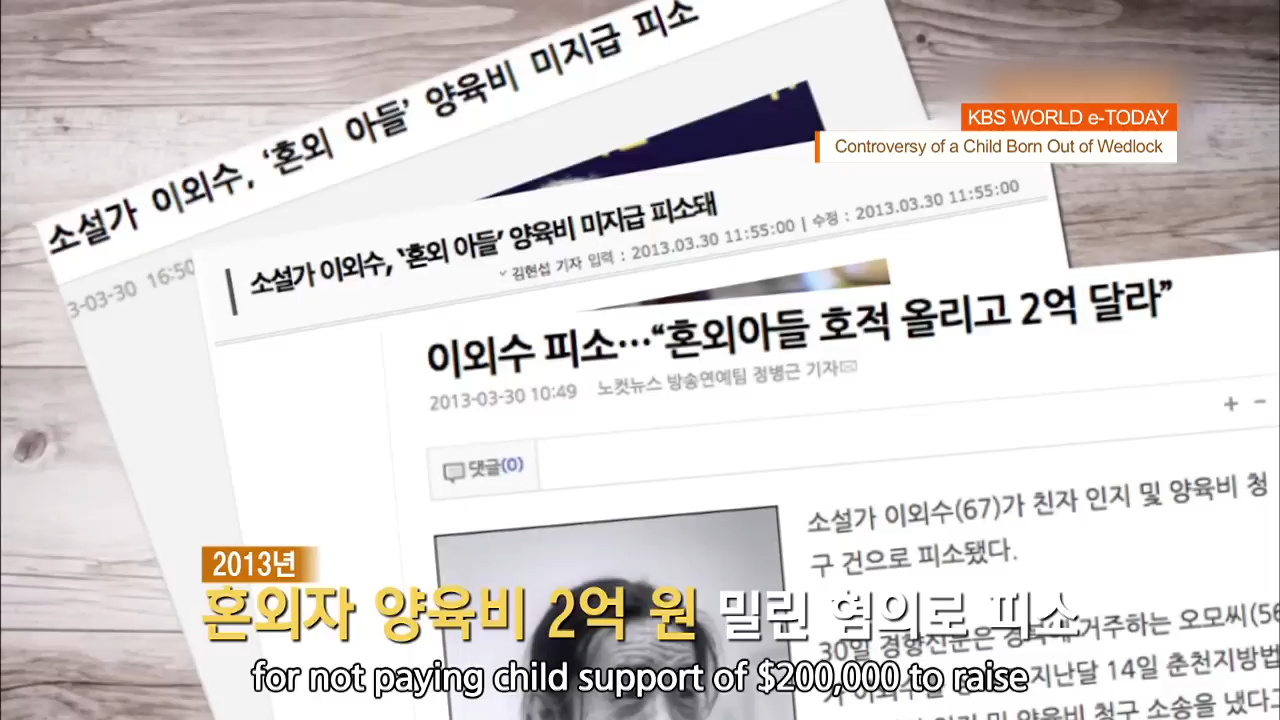 소설가 이외수, ‘혼외 아들’ 양육비 미지급 피소
3-03-30 16:50
KBS WORLD e-TODAY
Controversy of a Child Born Out of Wedlock
소설가 이외수, ‘혼외 아들’ 양육비 미지급 피소돼
김현섭 기자 입력 : 2013.03.30 11:55:00 | 수정 : 2013.03.30 11:55:00
이외수 피소…“혼외아들 호적 올리고 2억 달라”
2013-03-30 10:49 노컷뉴스 방송연예팀 정병근 기자
+ -
댓글(0)
소설가 이외수(67)가 친자 인지 및 양육비 청
구 건으로 피소됐다.
30일 경향신문은 거주하는 오모씨(56
지난달 14일 춘천지방법
및 양육비 청구 소송을 냈다고
2013년
혼외자 양육비 2억 원 밀린 혐의로 피소
for not paying child support of $200,000 to raise